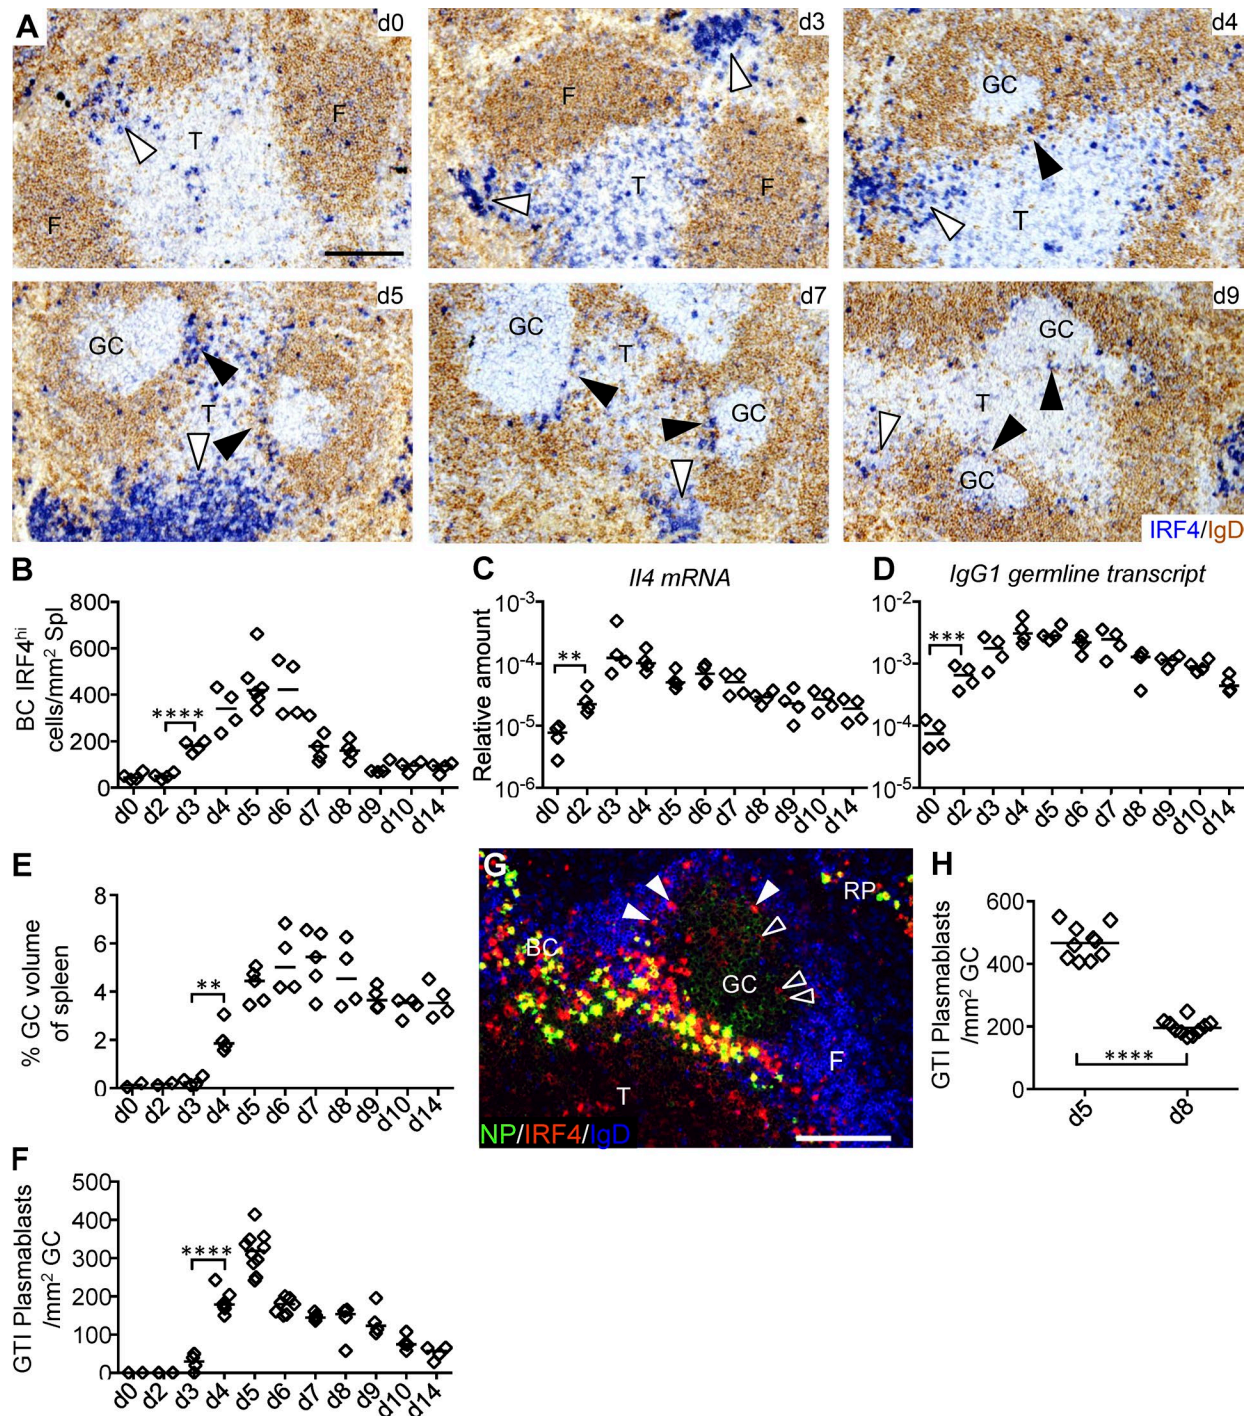 A
d0
T
F
F
d3
F
T
F
d4
GC
T
d5
GC
T
d7
GC
T
GC
d9
GC
T
GC
IRF4/IgD
B
BC IRF4hi
cells/mm2 Spl
800
600
400
200
0
****
d0 d2 d3 d4 d5 d6 d7 d8 d9 d10 d14
C
Il4 mRNA
Relative amount
10-3
10-4
10-5
10-6
**
d0 d2 d3 d4 d5 d6 d7 d8 d9 d10 d14
D
IgG1 germline transcript
10-2
10-3
10-4
10-5
***
d0 d2 d3 d4 d5 d6 d7 d8 d9 d10 d14
E
% GC volume
of spleen
8
6
4
2
0
**
d0 d2 d3 d4 d5 d6 d7 d8 d9 d10 d14
G
RP
BC
GC
F
T
NP/IRF4/IgD
H
GTI Plasmablasts
/mm2 GC
600
400
200
0
****
d5 d8
F
GTI Plasmablasts
/mm2 GC
500
400
300
200
100
0
****
d0 d2 d3 d4 d5 d6 d7 d8 d9 d10 d14